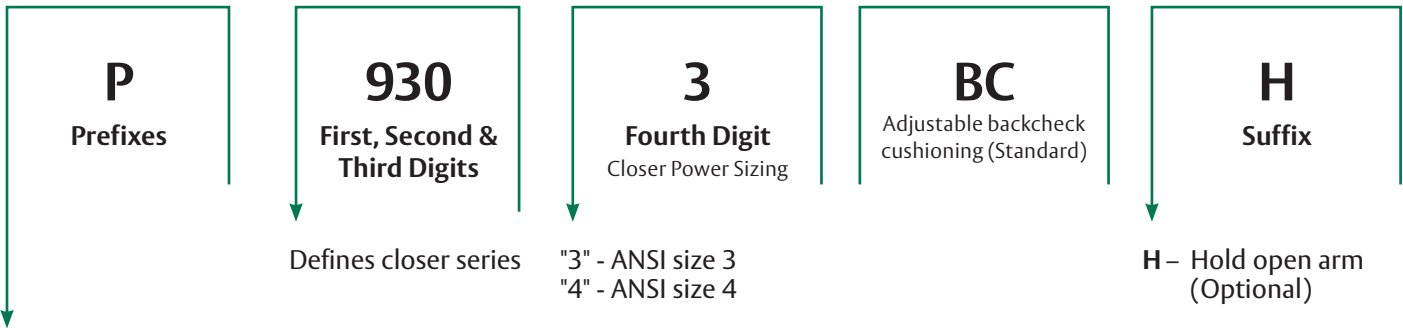 P
Prefixes
930
First, Second &
Third Digits
3
Fourth Digit
Closer Power Sizing
BC
Adjustable backcheck
cushioning (Standard)
H
Suffix
Defines closer series
"3" - ANSI size 3
"4" - ANSI size 4
H – Hold open arm
(Optional)